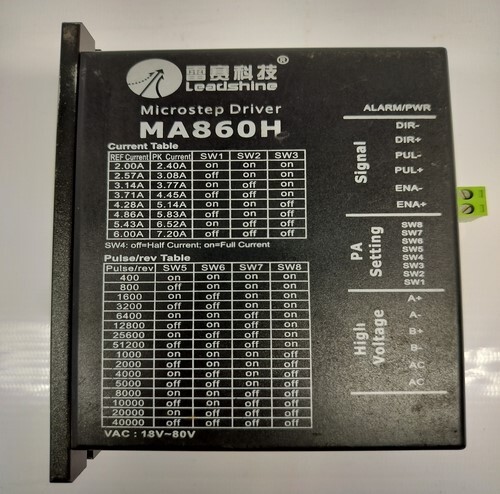 雷赛科技®
Leadshine
Microstep Driver
MA860H
Current Table
REF Current PK Current SW1 SW2 SW3
2.00A 2.40A on on on
2.57A 3.08A off on on
3.14A 3.77A on off on
3.71A 4.45A off off on
4.28A 5.14A on on off
4.86A 5.83A off on off
5.43A 6.52A on off off
6.00A 7.20A off off off
SW4: off=Half Current; on=Full Current
Pulse/rev Table
Pulse/rev SW5 SW6 SW7 SW8
400 on on on on
800 off on on on
1600 on off on on
3200 off off on on
6400 on on off on
12800 off on off on
25600 on off off on
51200 off off off on
1000 on on on off
2000 off on on off
4000 on off on off
5000 off off on off
8000 on on off off
10000 off on off off
20000 on off off off
40000 off off off off
VAC : 18V~80V
ALARM/PWR
Signal
DIR-
DIR+
PUL-
PUL+
ENA-
ENA+
PA Setting
SW8
SW7
SW6
SW5
SW4
SW3
SW2
SW1
High Voltage
A+
A-
B+
B-
AC
AC